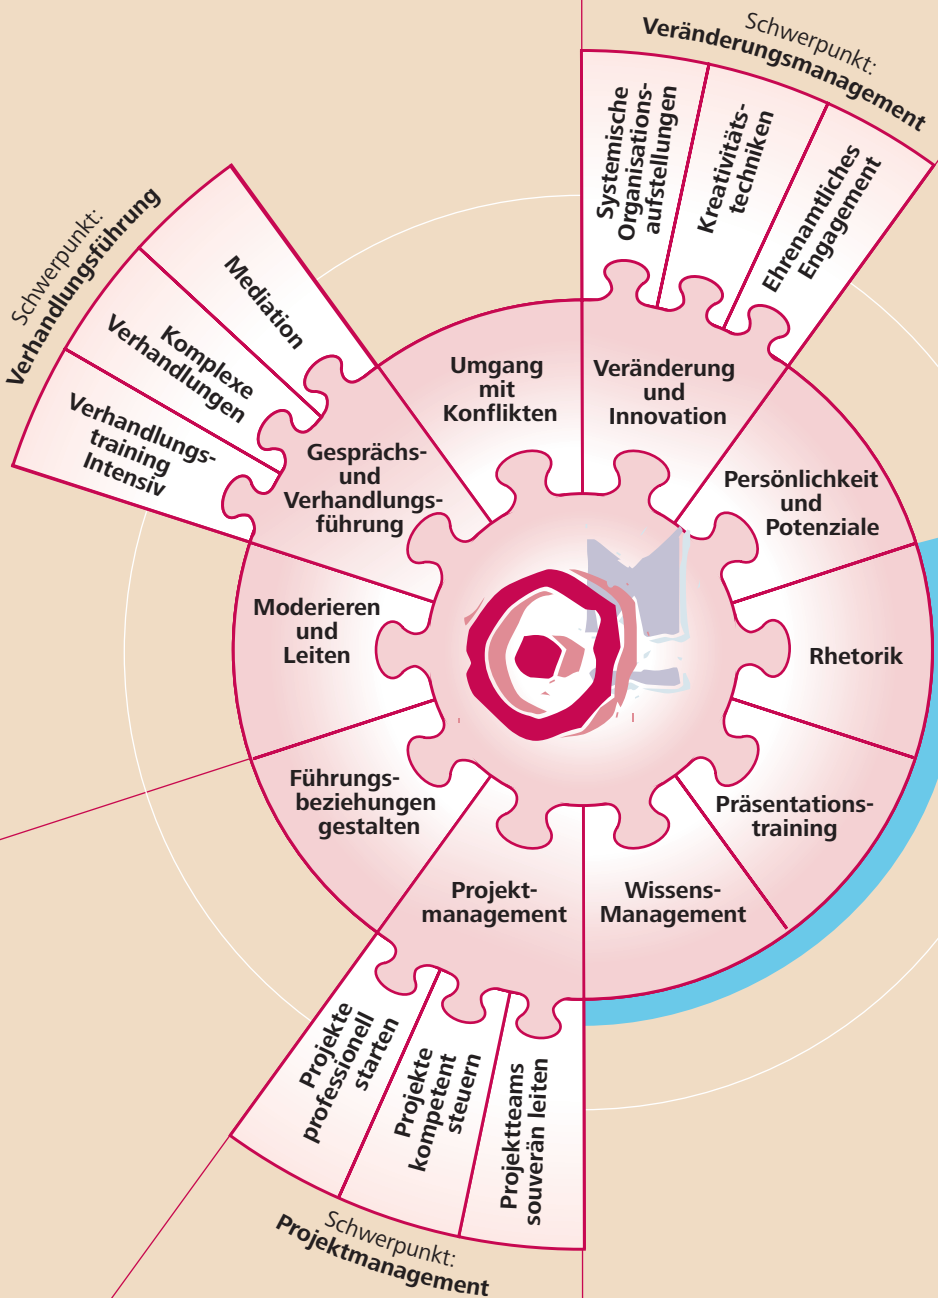 Schwerpunkt:
Veränderungsmanagement
Systemische
Organisations-
aufstellungen
Kreativitäts-
techniken
Ehrenamtliches
Engagement
Schwerpunkt:
Verhandlungsführung
Mediation
Komplexe
Verhandlungen
Verhandlungs-
training
Intensiv
Umgang
mit
Konflikten
Veränderung
und
Innovation
Gesprächs-
und
Verhandlungs-
führung
Persönlichkeit
und
Potenziale
Moderieren
und
Leiten
Rhetorik
Führungs-
beziehungen
gestalten
Präsentations-
training
Projekt-
management
Wissens-
Management
Projekte
professionell
starten
Projekte
kompetent
steuern
Projektteams
souverän leiten
Schwerpunkt:
Projektmanagement